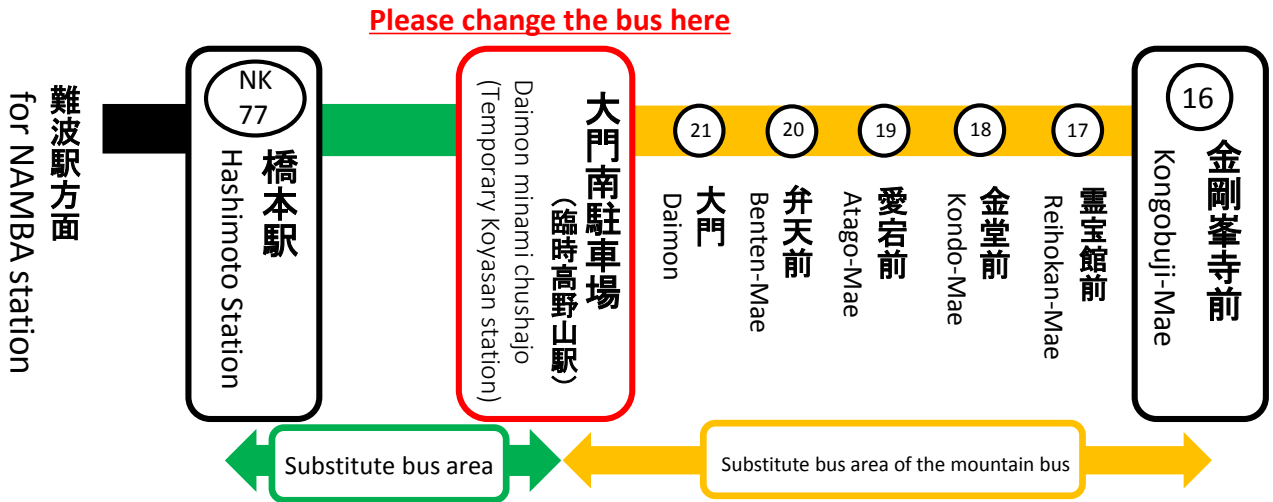 Please change the bus here
難波駅方面
for NAMBA station
NK
77
橋本駅
Hashimoto Station
大門南駐車場
(臨時高野山駅)
Daimon minami chushajo
(Temporary Koyasan station)
21
大門
Daimon
20
弁天前
Benten-Mae
19
愛宕前
Atago-Mae
18
金堂前
Kondo-Mae
17
霊宝館前
Reihokan-Mae
16
金剛峯寺前
Kongobuji-Mae
Substitute bus area
Substitute bus area of the mountain bus